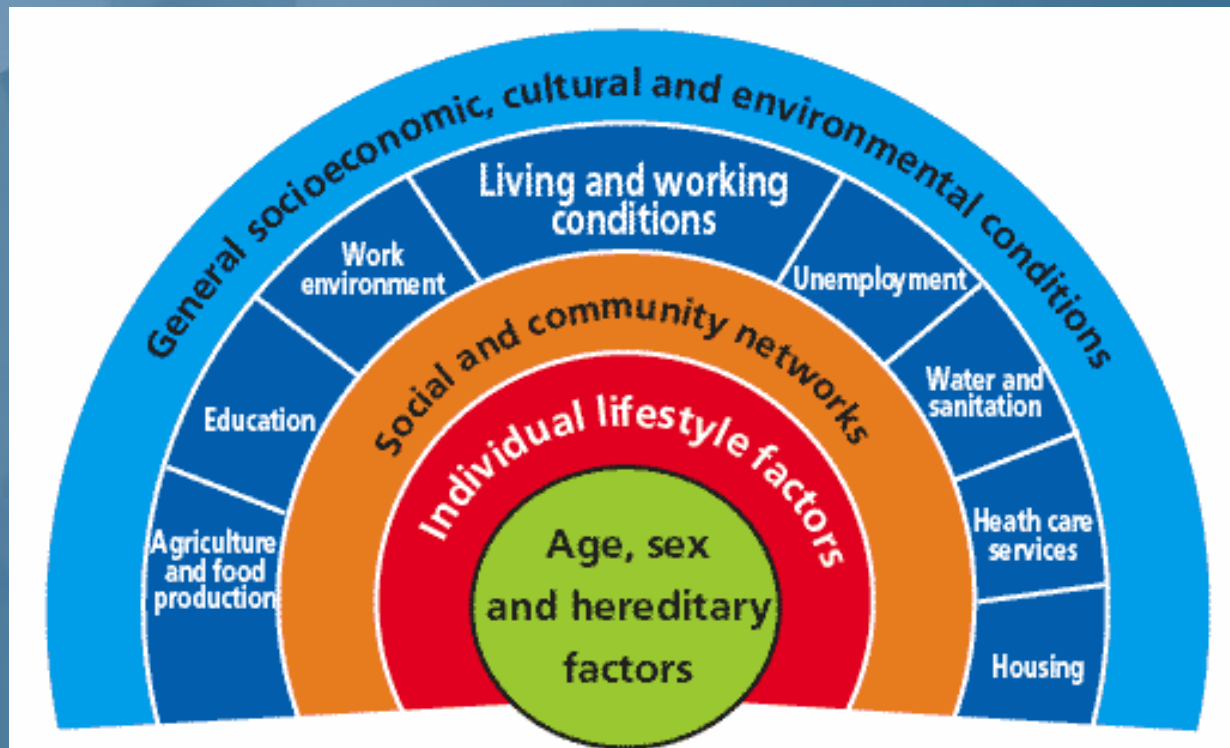 General socioeconomic, cultural and environmental conditions
Living and working
conditions
Work
environment
Unemployment
Education
Water and
sanitation
Agriculture
and food
production
Heath care
services
Housing
Social and community networks
Individual lifestyle factors
Age, sex
and hereditary
factors